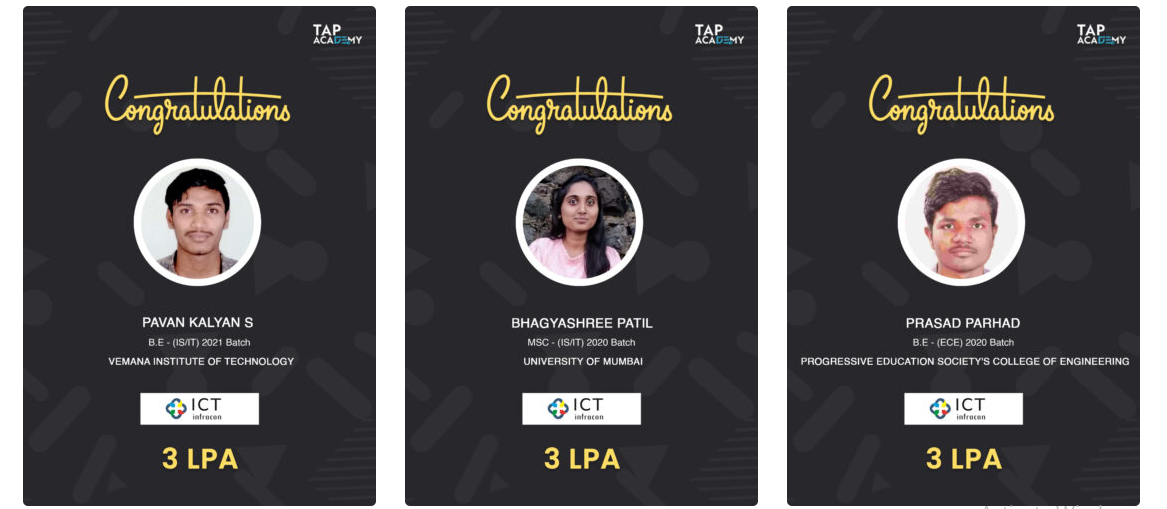 TAP
ACADEMY
Congratulations
PAVAN KALYAN S
B.E - (IS/IT) 2021 Batch
VEMANA INSTITUTE OF TECHNOLOGY
ICT
infracon
3 LPA
TAP
ACADEMY
Congratulations
BHAGYASHREE PATIL
MSC - (IS/IT) 2020 Batch
UNIVERSITY OF MUMBAI
ICT
infracon
3 LPA
TAP
ACADEMY
Congratulations
PRASAD PARHAD
B.E - (ECE) 2020 Batch
PROGRESSIVE EDUCATION SOCIETY'S COLLEGE OF ENGINEERING
ICT
infracon
3 LPA